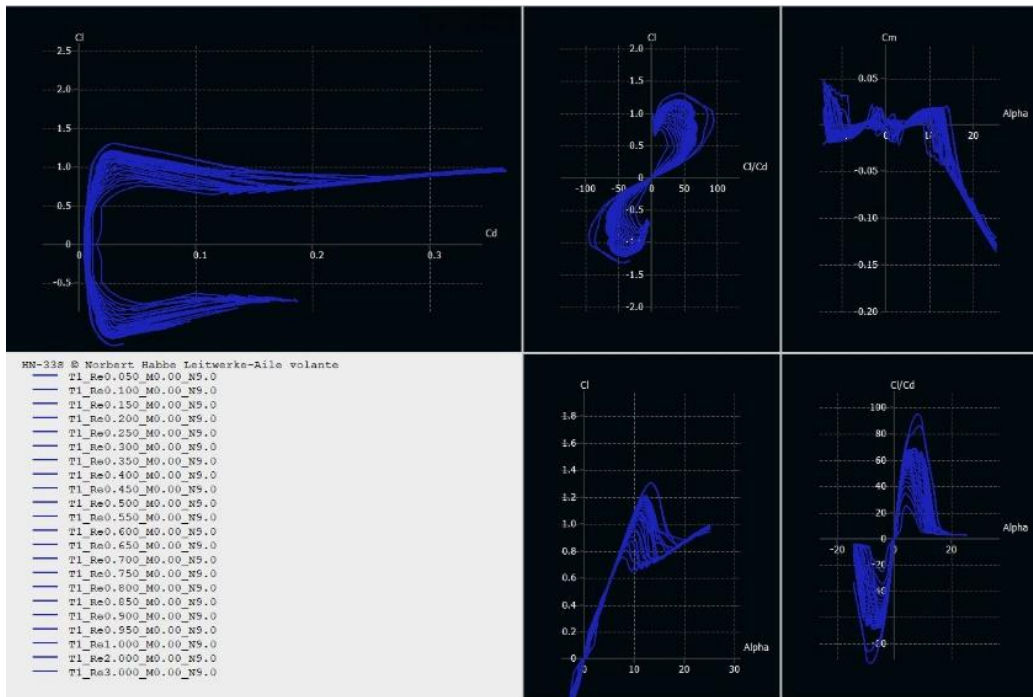 Cl
2.5
2.0
1.5
1.0
0.5
0
Cd
0
0.1
0.2
0.3
-0.5
Cl
2.0
1.5
1.0
0.5
Cl/Cd
-100
-50
0
50
100
-0.5
-1.0
-1.5
-2.0
Cm
0.05
Alpha
0
10
20
-0.05
-0.10
-0.15
-0.20
HN-33S © Norbert Habbe Leitwerke-Aile volante
T1_Re0.050_M0.00_N9.0
T1_Re0.100_M0.00_N9.0
T1_Re0.150_M0.00_N9.0
T1_Re0.200_M0.00_N9.0
T1_Re0.250_M0.00_N9.0
T1_Re0.300_M0.00_N9.0
T1_Re0.350_M0.00_N9.0
T1_Re0.400_M0.00_N9.0
T1_Re0.450_M0.00_N9.0
T1_Re0.500_M0.00_N9.0
T1_Re0.550_M0.00_N9.0
T1_Re0.600_M0.00_N9.0
T1_Re0.650_M0.00_N9.0
T1_Re0.700_M0.00_N9.0
T1_Re0.750_M0.00_N9.0
T1_Re0.800_M0.00_N9.0
T1_Re0.850_M0.00_N9.0
T1_Re0.900_M0.00_N9.0
T1_Re0.950_M0.00_N9.0
T1_Re1.000_M0.00_N9.0
T1_Re2.000_M0.00_N9.0
T1_Re3.000_M0.00_N9.0
Cl
1.8
1.6
1.4
1.2
1.0
0.8
0.6
0.4
0.2
0
Alpha
0
10
20
30
Cl/Cd
100
80
60
40
20
0
Alpha
-20
0
20